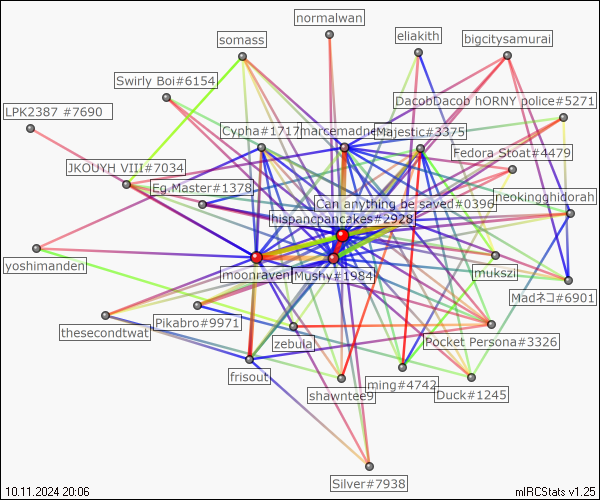 normalwan
somass
eliakith
bigcitysamurai
Swirly Boi#6154
DacobDacob hORNY police#5271
LPK2387 #7690
Cypha#1717
marcemadne
Majestic#3375
Fedora Stoat#4479
JKOUYH VIII#7034
Eg.Master#1378
neokingghidorah
Can anything be saved#0396
hispancpancakes#2928
yoshimanden
moonraven
Mushy#1984
mukszi
Madネコ#6901
thesecondtwat
Pikabro#9971
zebula
Pocket Persona#3326
frisout
shawntee9
ming#4742
Duck#1245
Silver#7938
10.11.2024 20:06
mIRCStats v1.25